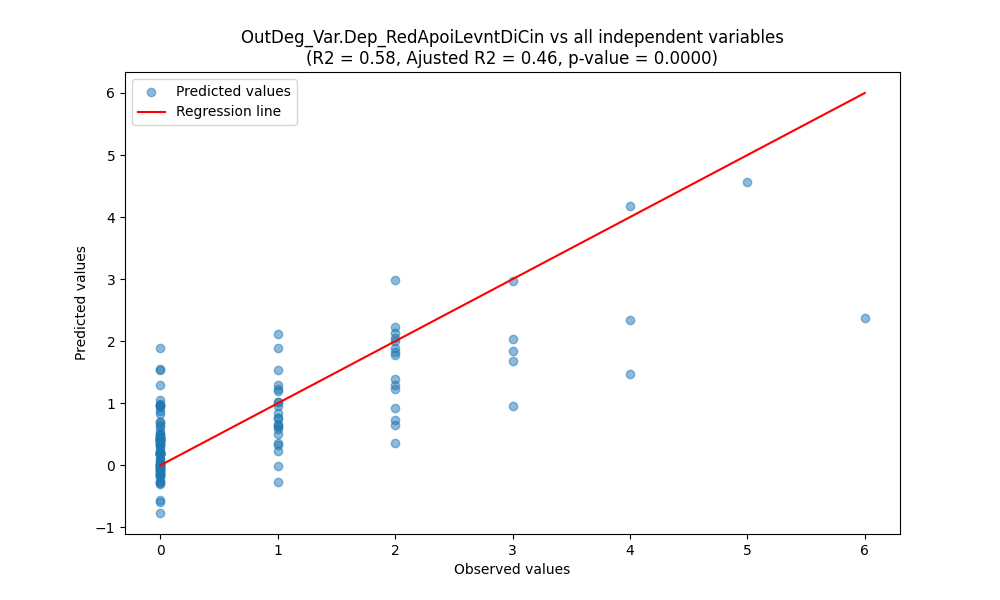 OutDeg_Var.Dep_RedApoiLevntDiCin vs all independent variables
(R2 = 0.58, Ajusted R2 = 0.46, p-value = 0.0000)
Predicted values
Regression line
6
5
4
3
2
1
0
−1
Predicted values
0 1 2 3 4 5 6
Observed values